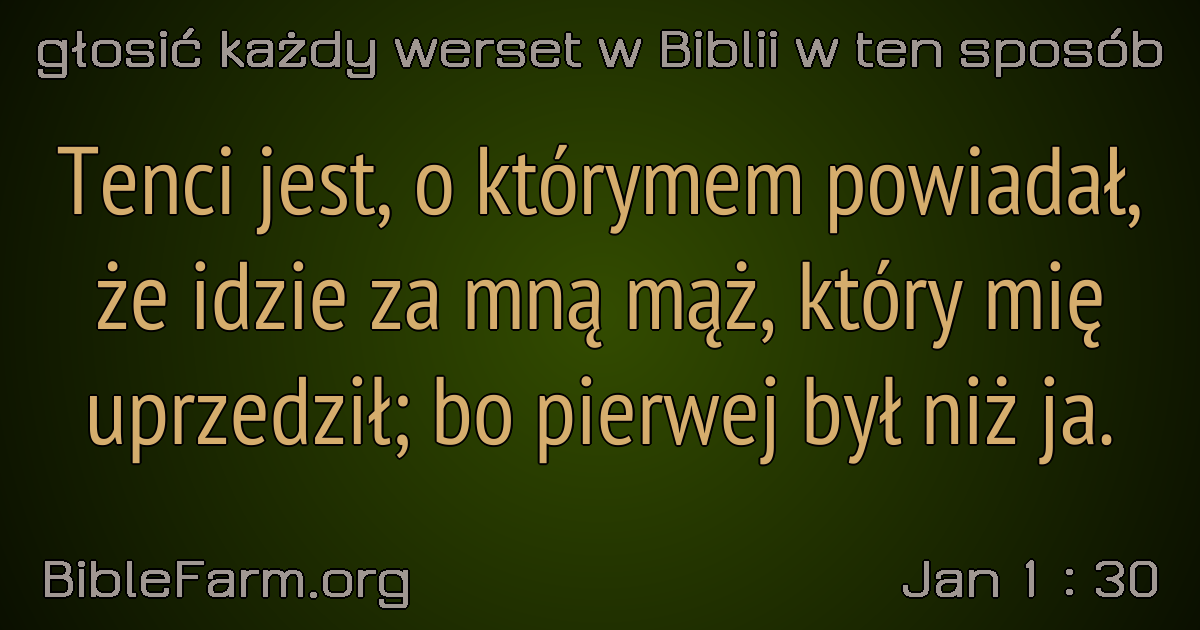 głosić każdy werset w Biblii w ten sposób
Tenci jest, o którymem powiadał,
że idzie za mną mąż, który mię
uprzedził; bo pierwej był niż ja.
BibleFarm.org
Jan 1 : 30